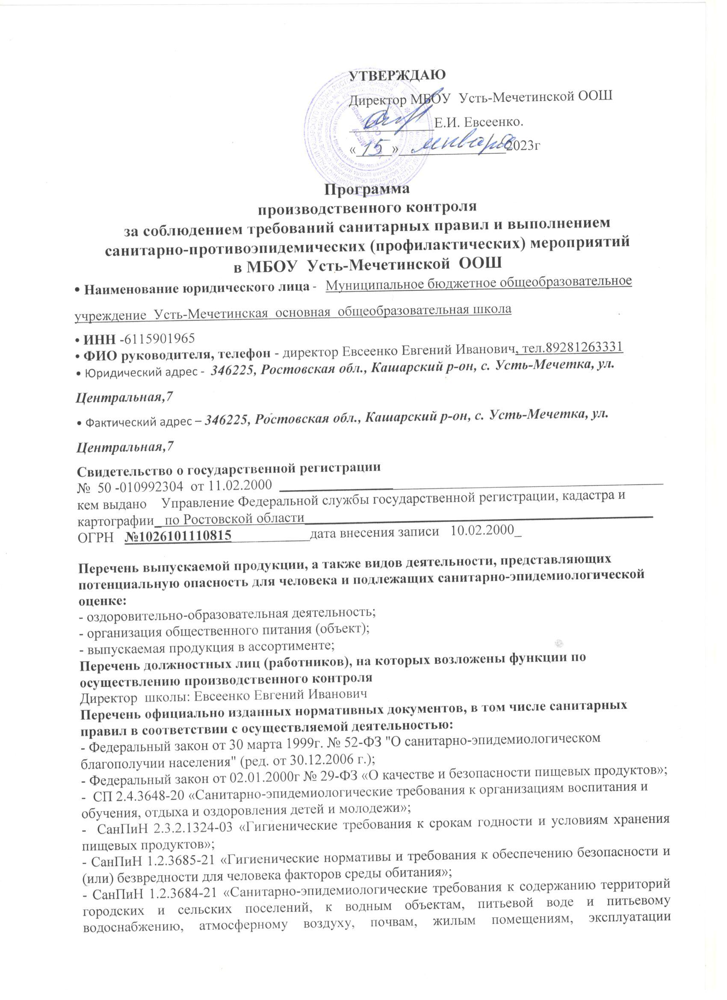 УТВЕРЖДАЮ
Директор МБОУ Усть-Мечетинской ООШ
____________Е.И. Евсеенко.
«_15_»_января_2023г
Программа
производственного контроля
за соблюдением требований санитарных правил и выполнением
санитарно-противоэпидемических (профилактических) мероприятий
в МБОУ Усть-Мечетинской ООШ
• Наименование юридического лица - Муниципальное бюджетное общеобразовательное
учреждение Усть-Мечетинская основная общеобразовательная школа
• ИНН -6115901965
• ФИО руководителя, телефон - директор Евсеенко Евгений Иванович, тел.89281263331
• Юридический адрес - 346225, Ростовская обл., Кашарский р-он, с. Усть-Мечетка, ул.
Центральная,7
• Фактический адрес – 346225, Ростовская обл., Кашарский р-он, с. Усть-Мечетка, ул.
Центральная,7
Свидетельство о государственной регистрации
№ 50 -010992304 от 11.02.2000
кем выдано Управление Федеральной службы государственной регистрации, кадастра и
картографии_ по Ростовской области
ОГРН №1026101110815___________дата внесения записи 10.02.2000_
Перечень выпускаемой продукции, а также видов деятельности, представляющих
потенциальную опасность для человека и подлежащих санитарно-эпидемиологической
оценке:
- оздоровительно-образовательная деятельность;
- организация общественного питания (объект);
- выпускаемая продукция в ассортименте;
Перечень должностных лиц (работников), на которых возложены функции по
осуществлению производственного контроля
Директор школы: Евсеенко Евгений Иванович
Перечень официально изданных нормативных документов, в том числе санитарных
правил в соответствии с осуществляемой деятельностью:
- Федеральный закон от 30 марта 1999г. № 52-ФЗ "О санитарно-эпидемиологическом
благополучии населения" (ред. от 30.12.2006 г.);
- Федеральный закон от 02.01.2000г № 29-ФЗ «О качестве и безопасности пищевых продуктов»;
- СП 2.4.3648-20 «Санитарно-эпидемиологические требования к организациям воспитания и
обучения, отдыха и оздоровления детей и молодежи»;
- СанПиН 2.3.2.1324-03 «Гигиенические требования к срокам годности и условиям хранения
пищевых продуктов»;
- СанПиН 1.2.3685-21 «Гигиенические нормативы и требования к обеспечению безопасности и
(или) безвредности для человека факторов среды обитания»;
- СанПиН 1.2.3684-21 «Санитарно-эпидемиологические требования к содержанию территорий
городских и сельских поселений, к водным объектам, питьевой воде и питьевому
водоснабжению, атмосферному воздуху, почвам, жилым помещениям, эксплуатации